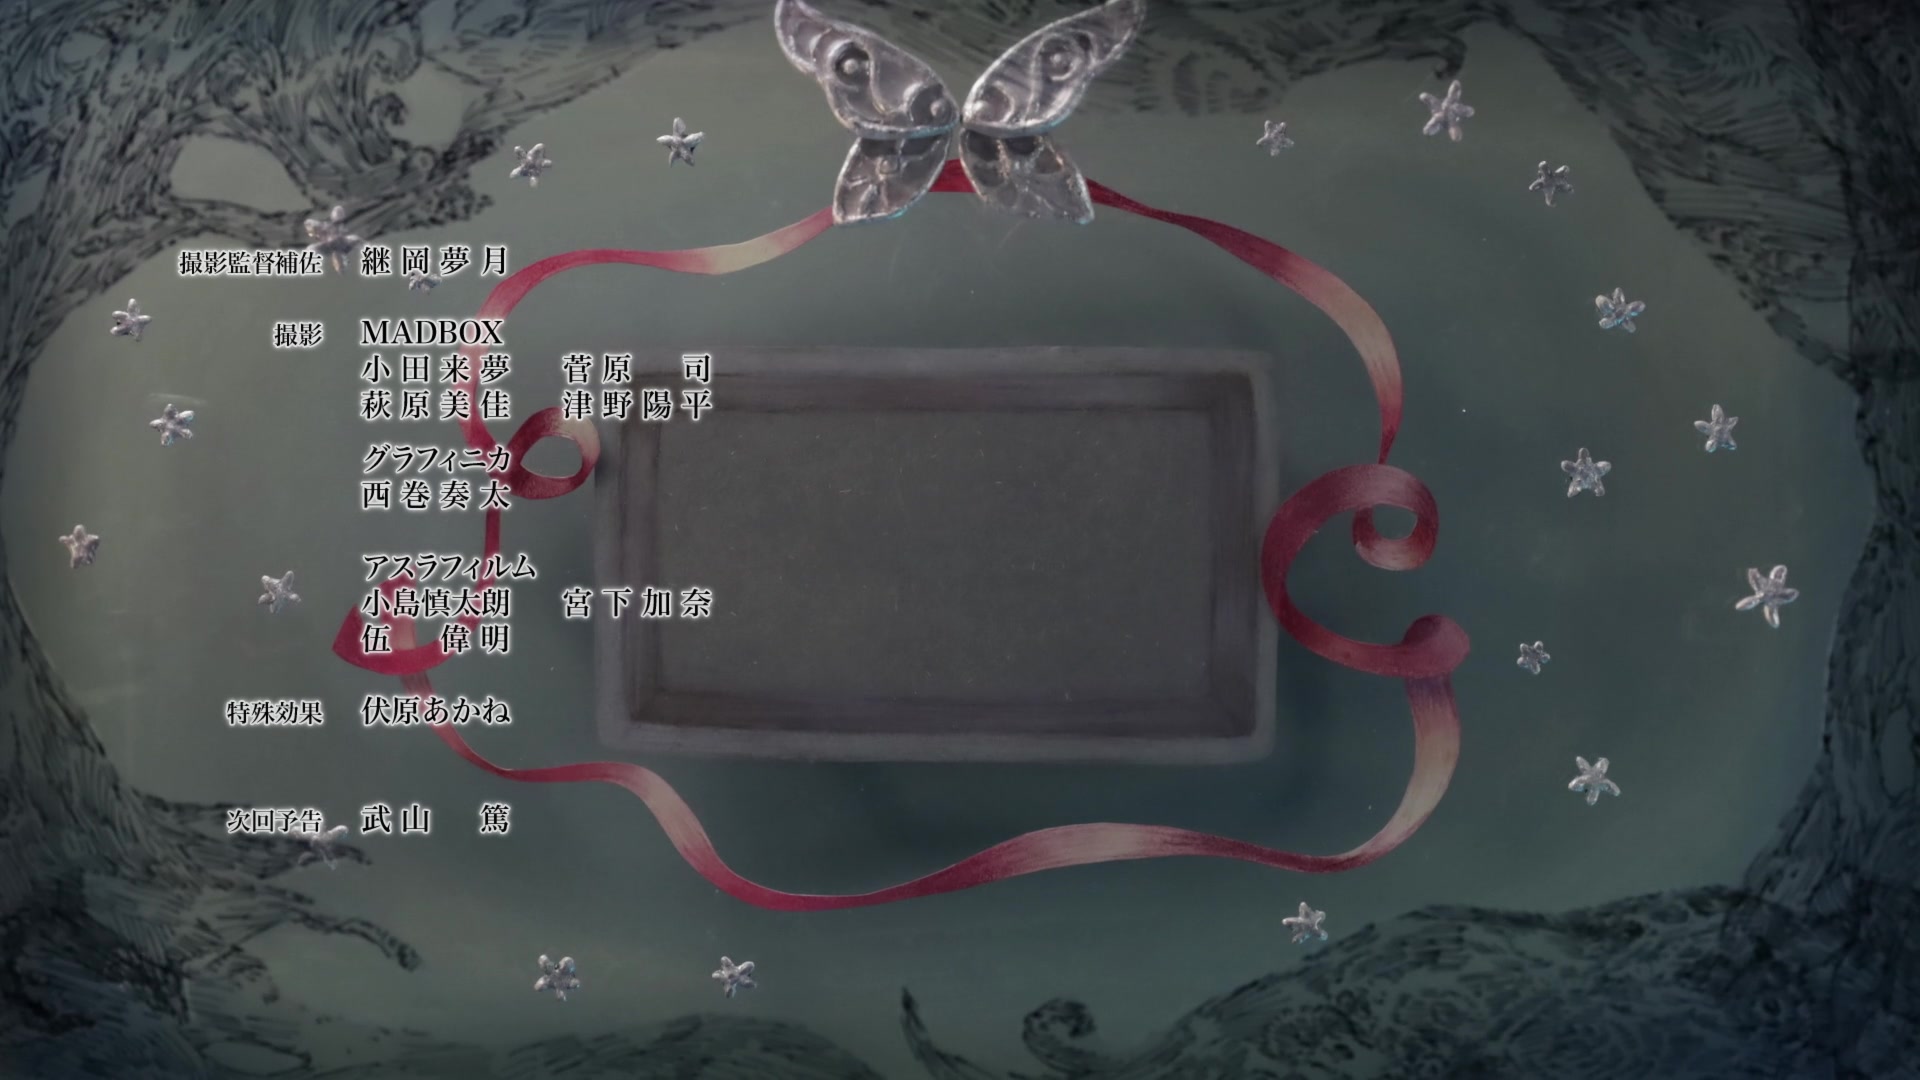 撮影監督補佐 継岡夢月
撮影 MADBOX
小田来夢 菅原 司
萩原美佳 津野陽平
グラフィニカ
西巻奏太
アスラフィルム
小島慎太朗 宮下加奈
伍 偉明
特殊効果 伏原あかね
次回予告 武山 篤